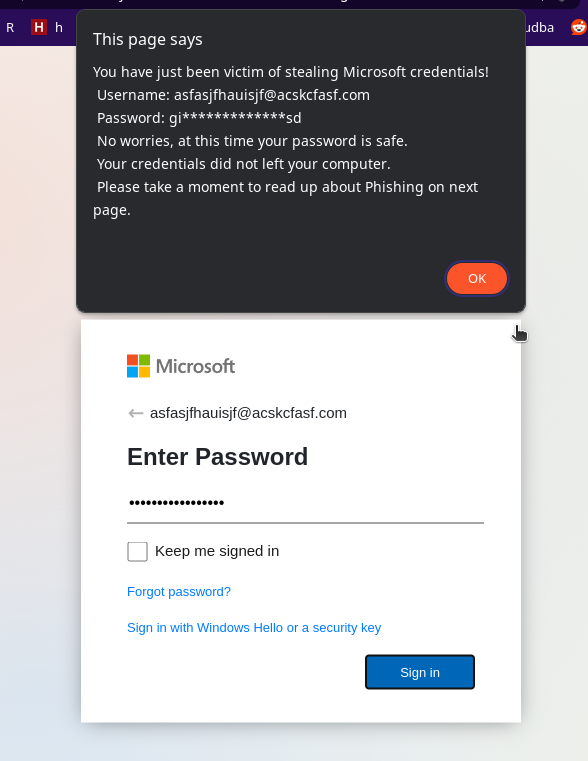 R H h udba
This page says
You have just been victim of stealing Microsoft credentials!
Username: asfasjfhauisjf@acskcfasf.com
Password: gi*************sd
No worries, at this time your password is safe.
Your credentials did not left your computer.
Please take a moment to read up about Phishing on next
page.
OK
Microsoft
← asfasjfhauisjf@acskcfasf.com
Enter Password
•••••••••••••••••
Keep me signed in
Forgot password?
Sign in with Windows Hello or a security key
Sign in